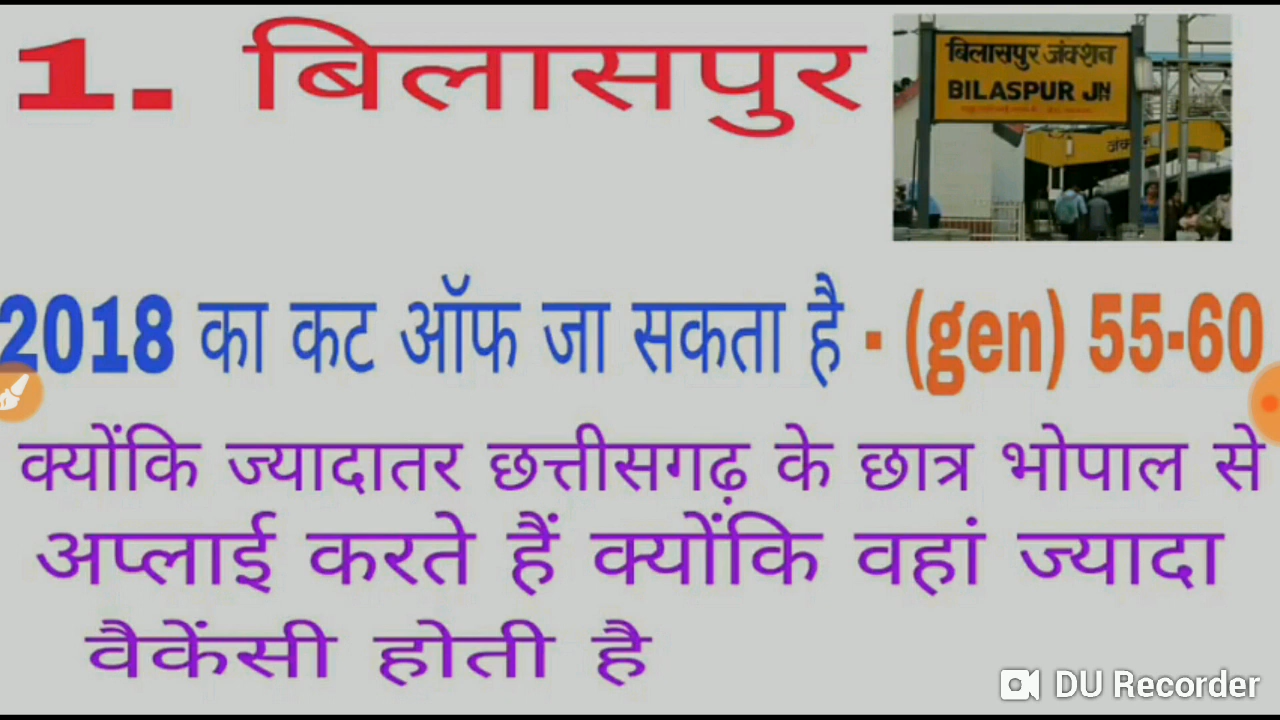 1. बिलासपुर
बिलासपुर जंक्शन
BILASPUR JN
2018 का कट ऑफ जा सकता है - (gen) 55-60
क्योंकि ज्यादातर छत्तीसगढ़ के छात्र भोपाल से
अप्लाई करते हैं क्योंकि वहां ज्यादा
वैकेंसी होती है
DU Recorder